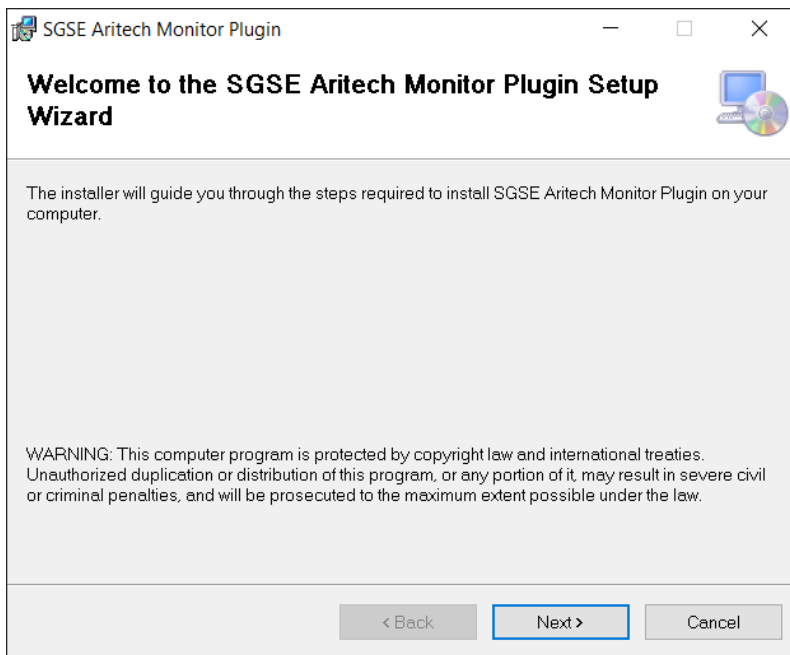 SGSE Aritech Monitor Plugin
Welcome to the SGSE Aritech Monitor Plugin Setup
Wizard
The installer will guide you through the steps required to install SGSE Aritech Monitor Plugin on your
computer.
WARNING: This computer program is protected by copyright law and international treaties.
Unauthorized duplication or distribution of this program, or any portion of it, may result in severe civil
or criminal penalties, and will be prosecuted to the maximum extent possible under the law.
< Back Next > Cancel